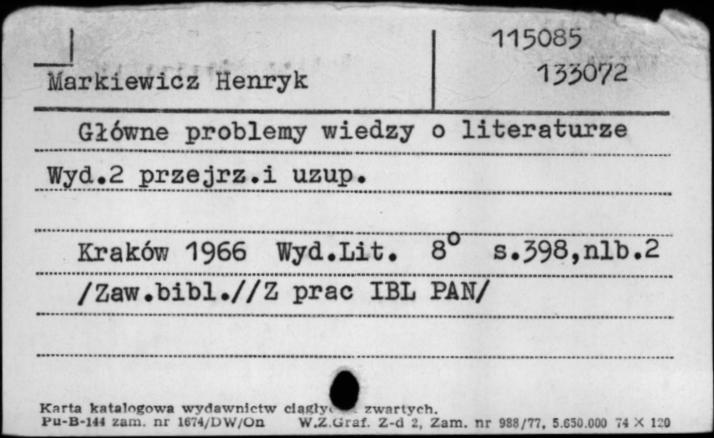 115085
Markiewicz Henryk 133072
Główne problemy wiedzy o literaturze
Wyd.2 przejrz.i uzup.
Kraków 1966 Wyd.Lit. 8° s.398,nlb.2
/Zaw.bibl.//Z prac IBL PAN/
Karta katalogowa wydawnictw zwartych.
Pu-B-144 zam. nr 1674/DW/On W.Z.Graf. Z-d 2, Zam. nr 988/77, 5.650.000 74 X 120